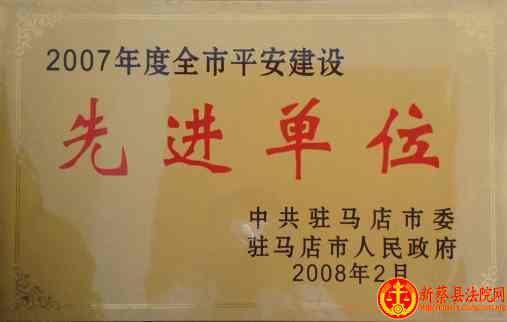 2007年度全市平安建设
先进单位
中共驻马店市委
驻马店市人民政府
2008年2月
新蔡县法院网